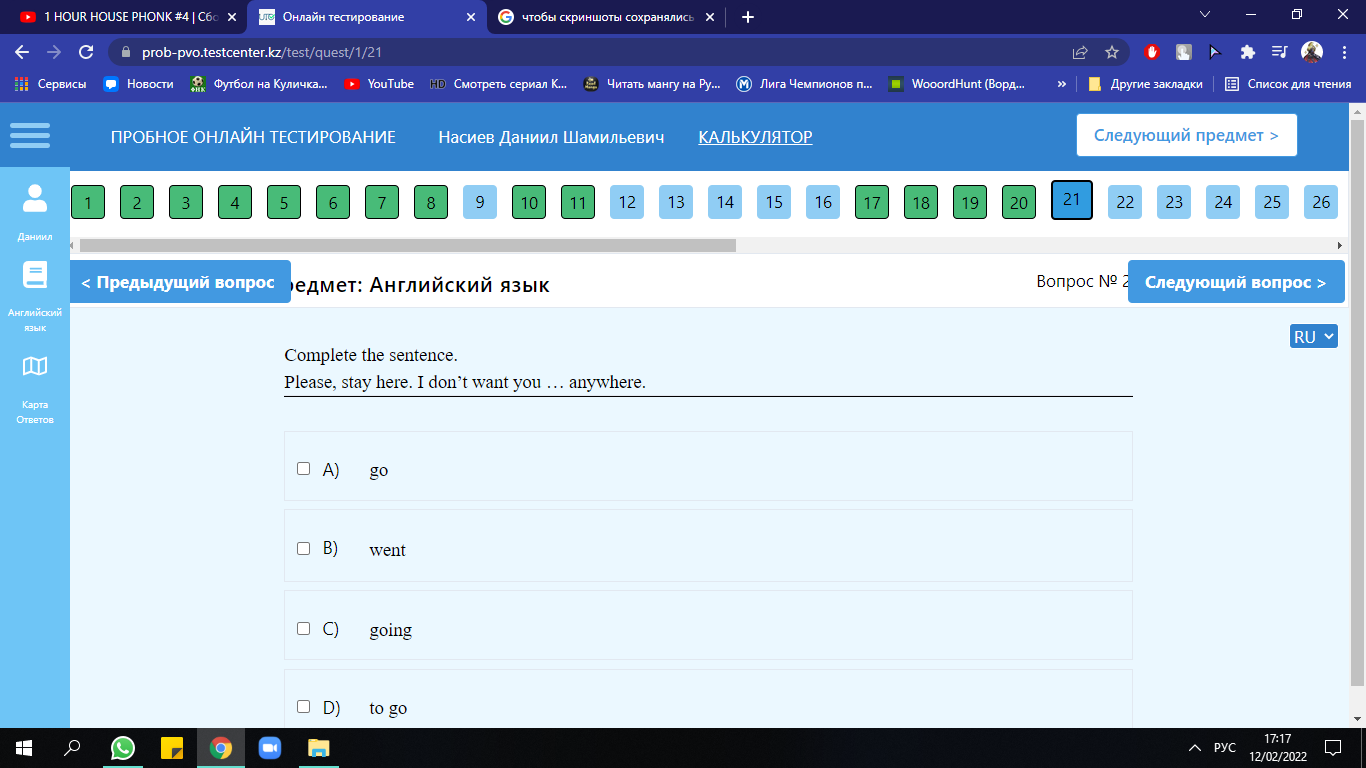 1 HOUR HOUSE PHONK #4 | Сбо
Онлайн тестирование
чтобы скриншоты сохранялись
prob-pvo.testcenter.kz/test/quest/1/21
Сервисы
Новости
Футбол на Куличка...
YouTube
HD Смотреть сериал К...
Читать мангу на Ру...
Лига Чемпионов п...
WooordHunt (Ворд...
»
Другие закладки
Список для чтения
ПРОБНОЕ ОНЛАЙН ТЕСТИРОВАНИЕ
Насиев Даниил Шамильевич
КАЛЬКУЛЯТОР
Следующий предмет >
1 2 3 4 5 6 7 8 9 10 11 12 13 14 15 16 17 18 19 20 21 22 23 24 25 26
Даниил
Английский
язык
Карта
Ответов
< Предыдущий вопрос
редмет: Английский язык
Вопрос № 2
Следующий вопрос >
RU
Complete the sentence.
Please, stay here. I don’t want you … anywhere.
A) go
B) went
C) going
D) to go
РУС
17:17
12/02/2022